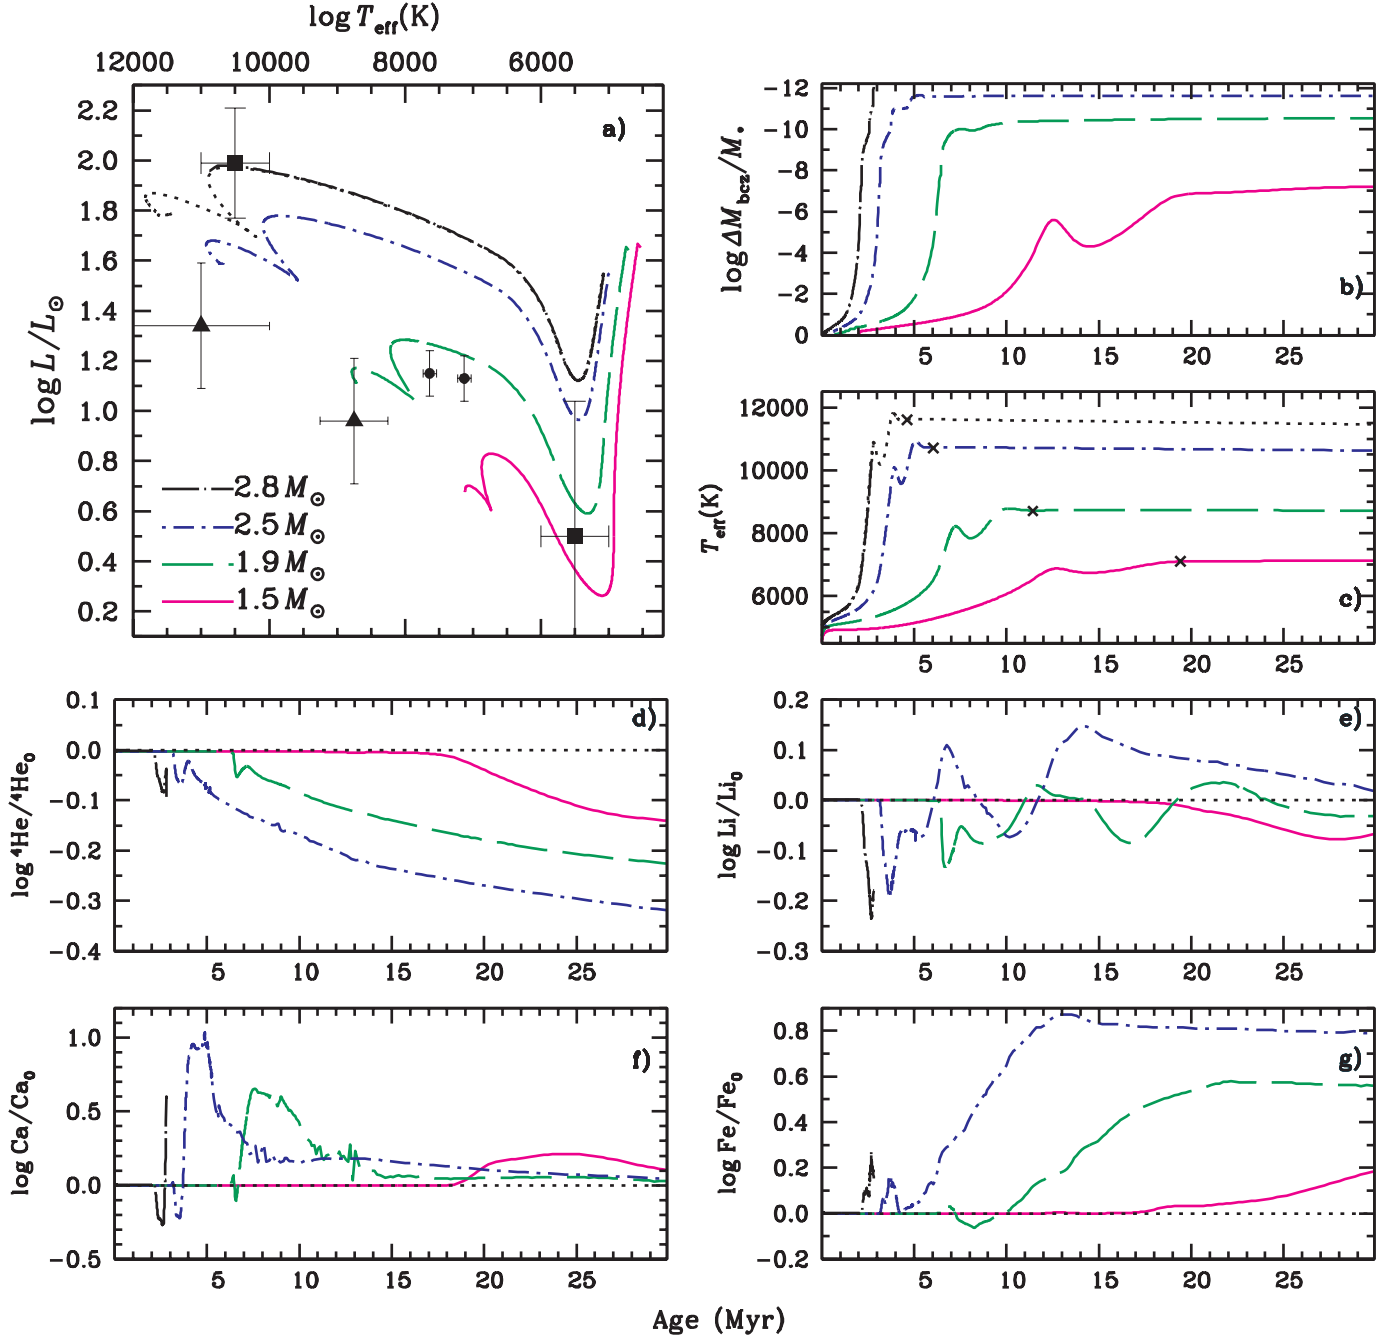 log T_eff(K)
12000 10000 8000 6000
2.2
2.0
1.8
1.6
1.4
1.2
1.0
0.8
0.6
0.4
0.2
log L/L⊙
a)
2.8 M⊙
2.5 M⊙
1.9 M⊙
1.5 M⊙
-12
-10
-8
-6
-4
-2
0
log ΔM_bcz/M*
b)
5 10 15 20 25
12000
10000
8000
6000
T_eff(K)
c)
5 10 15 20 25
0.1
0.0
-0.1
-0.2
-0.3
-0.4
log ⁴He/⁴He₀
d)
5 10 15 20 25
0.2
0.1
0.0
-0.1
-0.2
-0.3
log Li/Li₀
e)
5 10 15 20 25
1.0
0.5
0.0
-0.5
log Ca/Ca₀
f)
5 10 15 20 25
0.8
0.6
0.4
0.2
0.0
-0.2
log Fe/Fe₀
g)
5 10 15 20 25
Age (Myr)